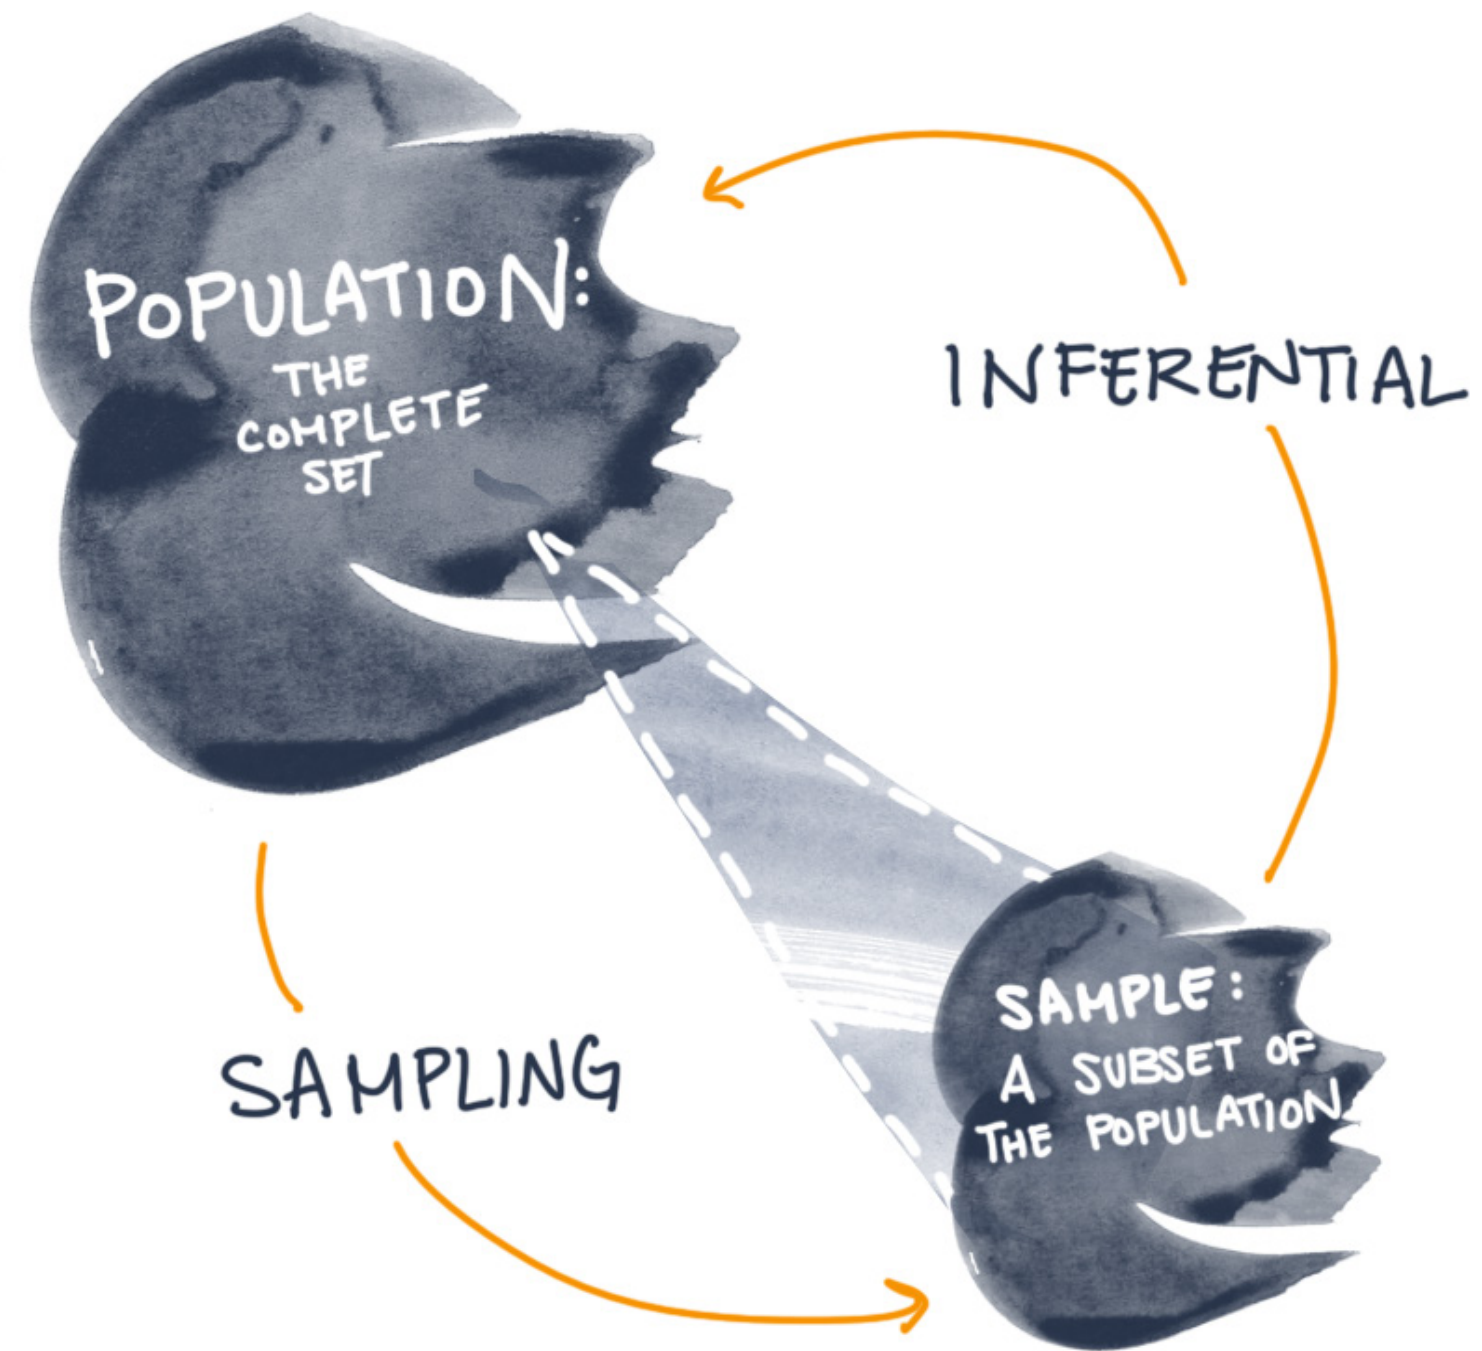 POPULATION:
THE
COMPLETE
SET
INFERENTIAL
SAMPLING
SAMPLE:
A SUBSET OF
THE POPULATION